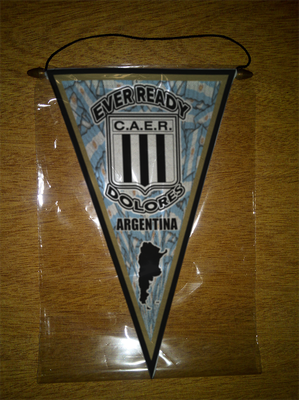 EVER READY
C.A.E.R.
DOLORES
ARGENTINA